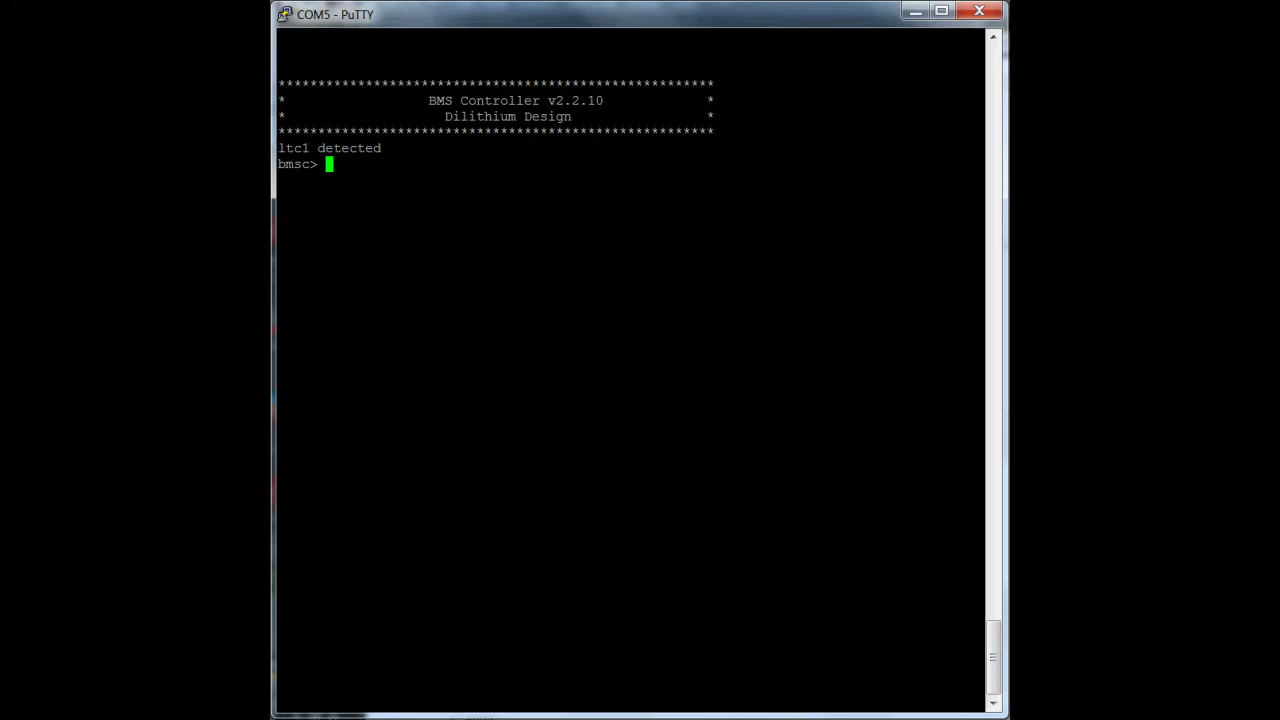 COM5 - PuTTY
*******************************************************
* BMS Controller v2.2.10 *
* Dilithium Design *
*******************************************************
ltc1 detected
bmsc>